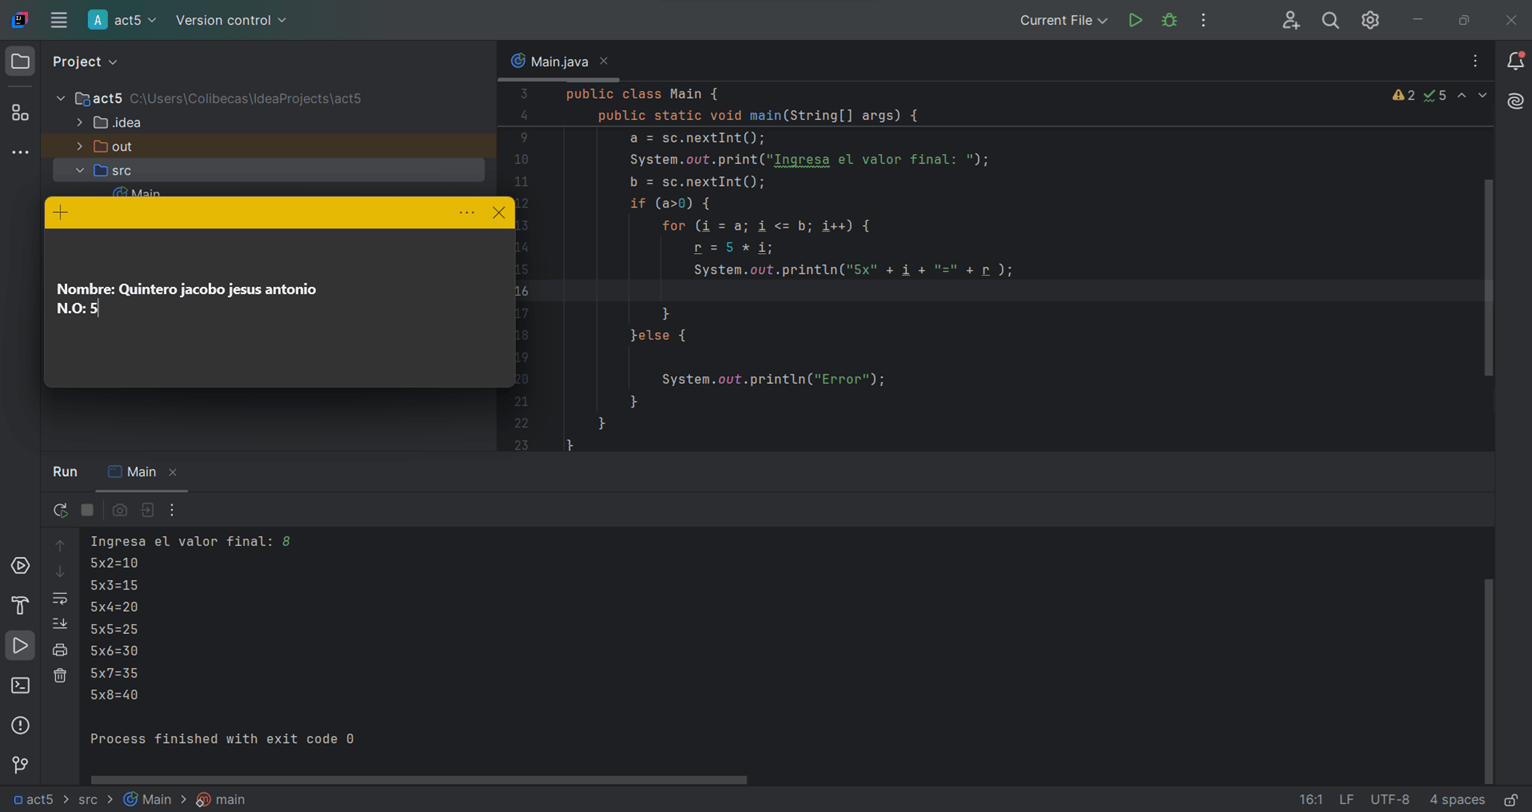 A act5 Version control Current File
Project
act5 C:\Users\Colibecas\IdeaProjects\act5
.idea
out
src
Main
Main.java
2 5
3 public class Main {
4 public static void main(String[] args) {
9 a = sc.nextInt();
10 System.out.print("Ingresa el valor final: ");
11 b = sc.nextInt();
12 if (a>0) {
13 for (i = a; i <= b; i++) {
14 r = 5 * i;
15 System.out.println("5x" + i + "=" + r );
16
17 }
18 }else {
19
20 System.out.println("Error");
21 }
22 }
23 }
Nombre: Quintero jacobo jesus antonio
N.O: 5
Run Main
Ingresa el valor final: 8
5x2=10
5x3=15
5x4=20
5x5=25
5x6=30
5x7=35
5x8=40
Process finished with exit code 0
act5 > src > Main > main 16:1 LF UTF-8 4 spaces